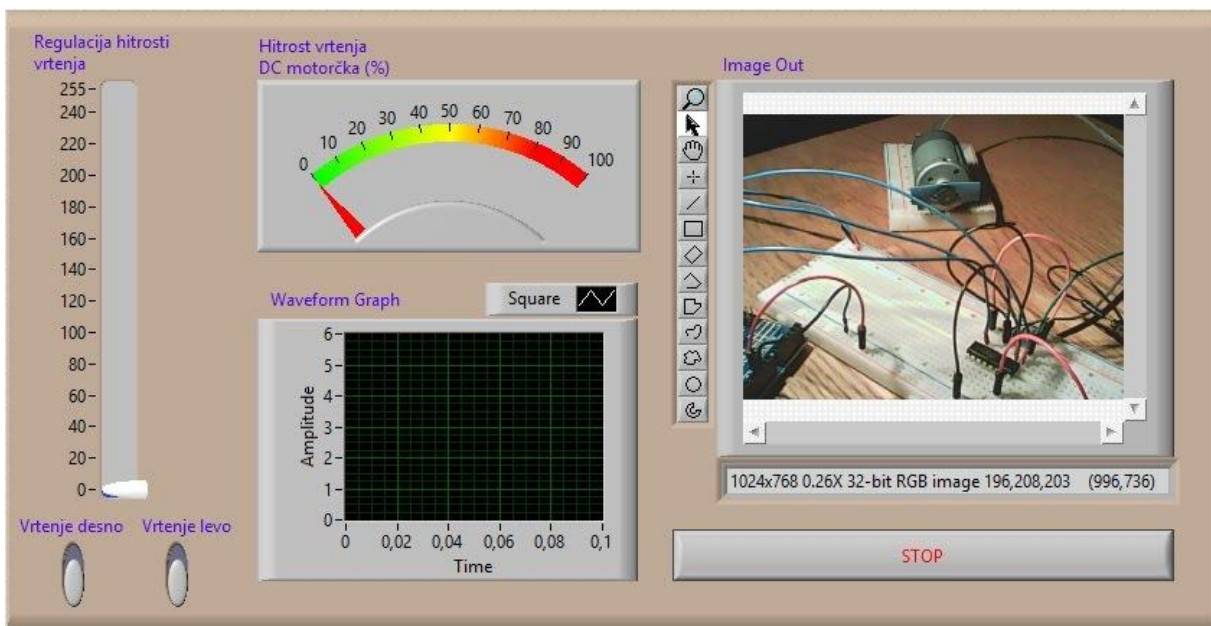 Regulacija hitrosti
vrtenja
255
240
220
200
180
160
140
120
100
80
60
40
20
0
Vrtenje desno
Vrtenje levo
Hitrost vrtenja
DC motorčka (%)
0
10
20
30
40
50
60
70
80
90
100
Waveform Graph
Square
Amplitude
6
5
4
3
2
1
0
0
0,02
0,04
0,06
0,08
0,1
Time
Image Out
1024x768 0.26X 32-bit RGB image 196,208,203 (996,736)
STOP